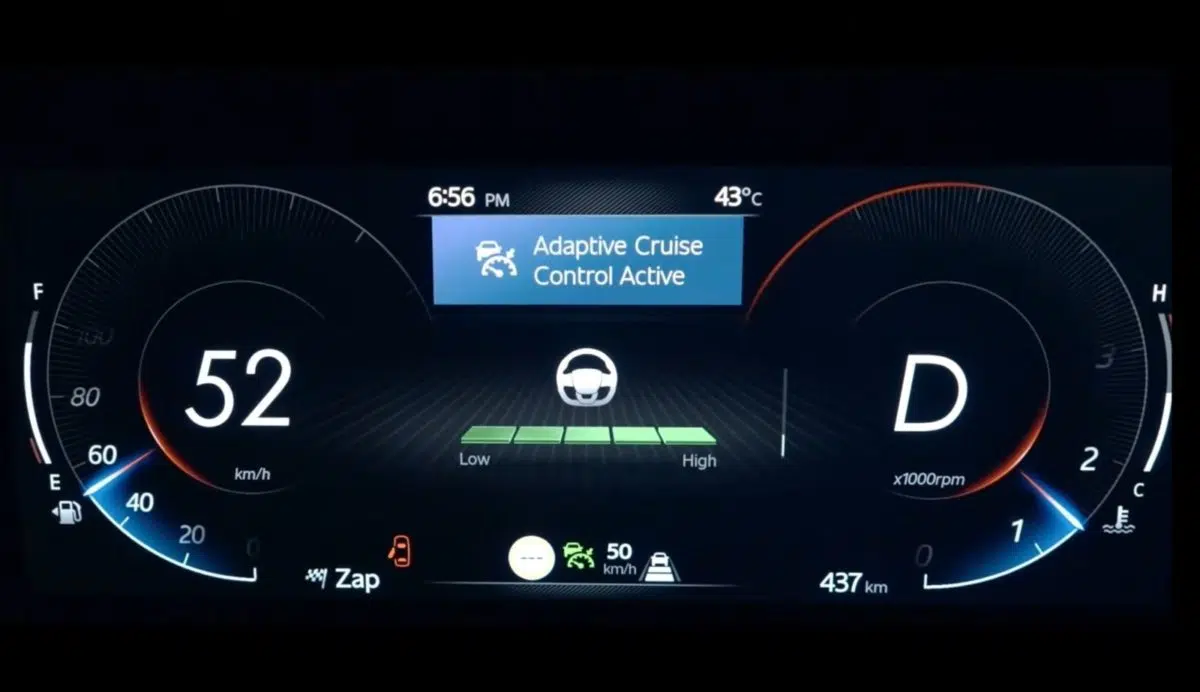 6:56 PM
43°C
Adaptive Cruise
Control Active
F
E
100
80
60
40
20
0
52
km/h
Low
High
D
x1000rpm
H
C
3
2
1
0
Zap
---
50
km/h
437 km